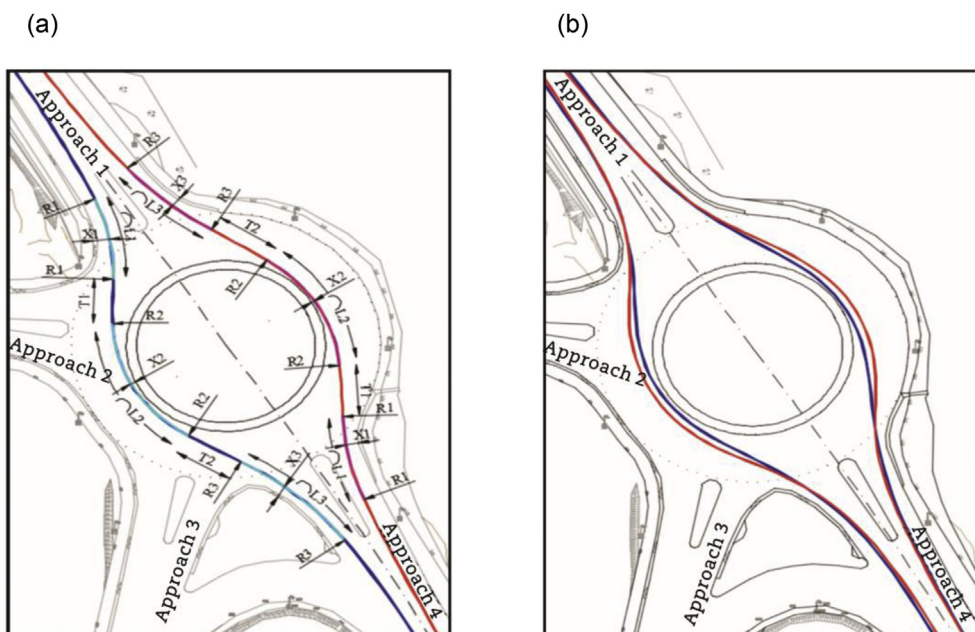 (a)
(b)
Approach 1
R3
X3
R3
L3
T2
R1
L1
X1
R1
T1
R2
R2
X2
L2
R2
Approach 2
X2
R2
L2
T2
R3
X3
L3
R3
T1
R1
X1
L1
R1
Approach 3
Approach 4
Approach 1
Approach 2
Approach 3
Approach 4